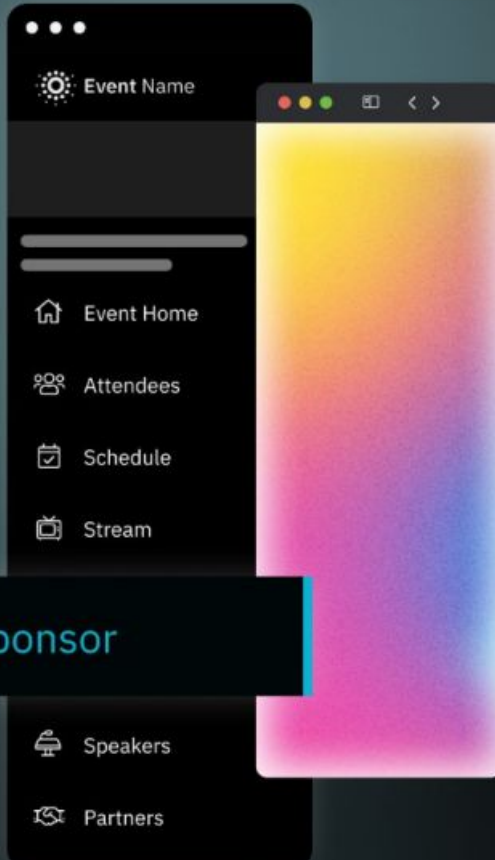 Event Name
Event Home
Attendees
Schedule
Stream
ponsor
Speakers
Partners